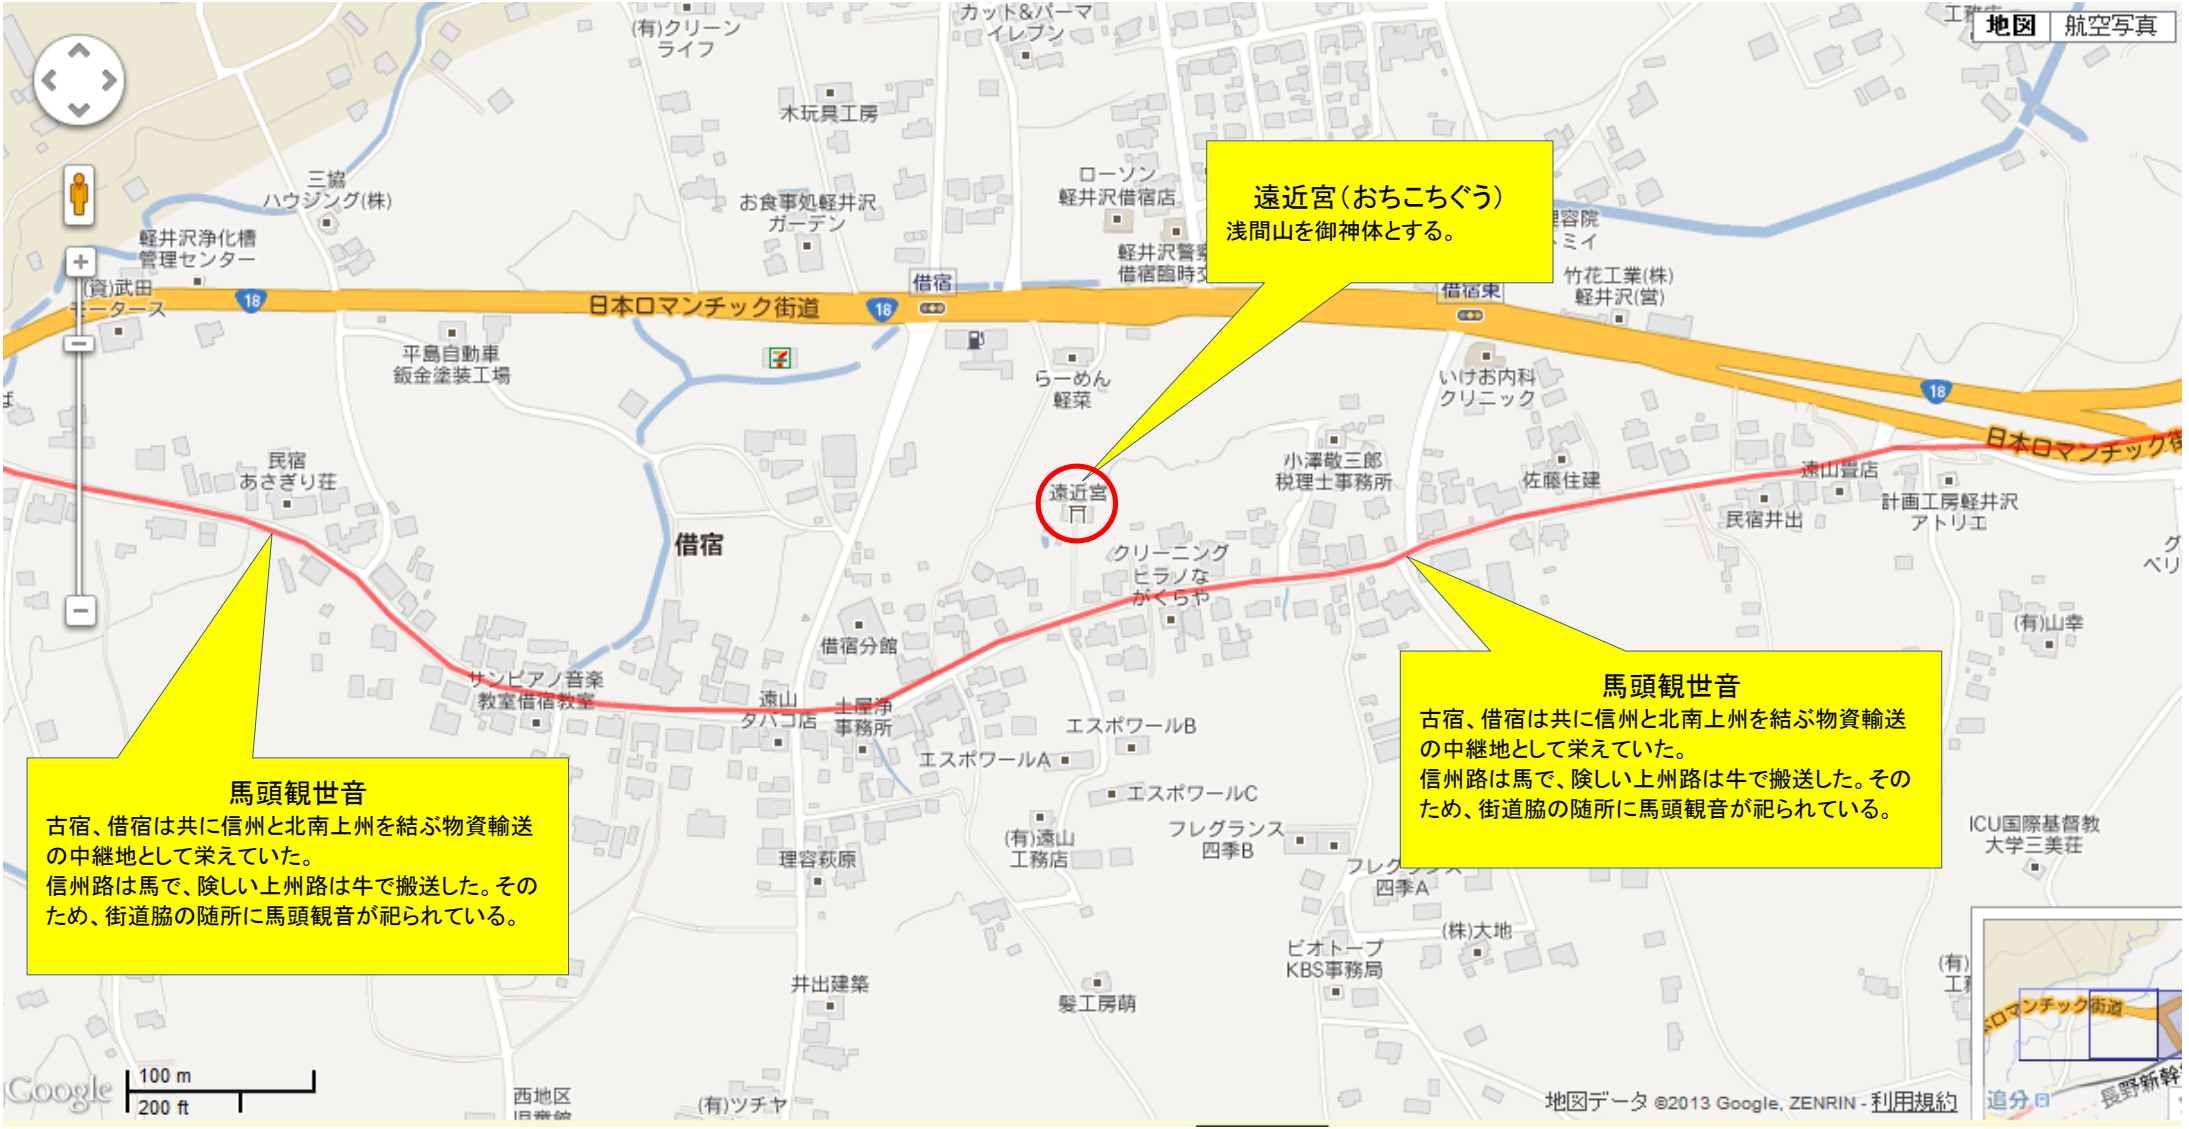 (有)クリーン
ライフ
カット&パーマ
イレブン
地図
航空写真
木玩具工房
三協
ハウジング(株)
お食事処軽井沢
ガーデン
ローソン
軽井沢借宿店
遠近宮(おちこちぐう)
浅間山を御神体とする。
軽井沢浄化槽
管理センター
(資)武田
モータース
軽井沢警察
借宿臨時交
竹花工業(株)
軽井沢(営)
18
日本ロマンチック街道
18
借宿
借宿東
平島自動車
鈑金塗装工場
らーめん
軽菜
いけお内科
クリニック
18
日本ロマンチック街
民宿
あさぎり荘
遠近宮
小澤敬三郎
税理士事務所
佐藤住建
遠山畳店
民宿井出
計画工房軽井沢
アトリエ
借宿
クリーニング
ヒラノな
がくらや
グ
ベリ
(有)山幸
借宿分館
サンピアノ音楽
教室借宿教室
遠山
タバコ店
土屋浄
事務所
エスポワールB
エスポワールA
エスポワールC
馬頭観世音
古宿、借宿は共に信州と北南上州を結ぶ物資輸送
の中継地として栄えていた。
信州路は馬で、険しい上州路は牛で搬送した。その
ため、街道脇の随所に馬頭観音が祀られている。
馬頭観世音
古宿、借宿は共に信州と北南上州を結ぶ物資輸送
の中継地として栄えていた。
信州路は馬で、険しい上州路は牛で搬送した。その
ため、街道脇の随所に馬頭観音が祀られている。
理容萩原
(有)遠山
工務店
フレグランス
四季B
フレグランス
四季A
ICU国際基督教
大学三美荘
(株)大地
ビオトープ
KBS事務局
井出建築
髪工房萌
(有)
ロマンチック街道
長野新幹
追分
Google
100 m
200 ft
西地区
児童館
(有)ツチヤ
地図データ ©2013 Google, ZENRIN - 利用規約